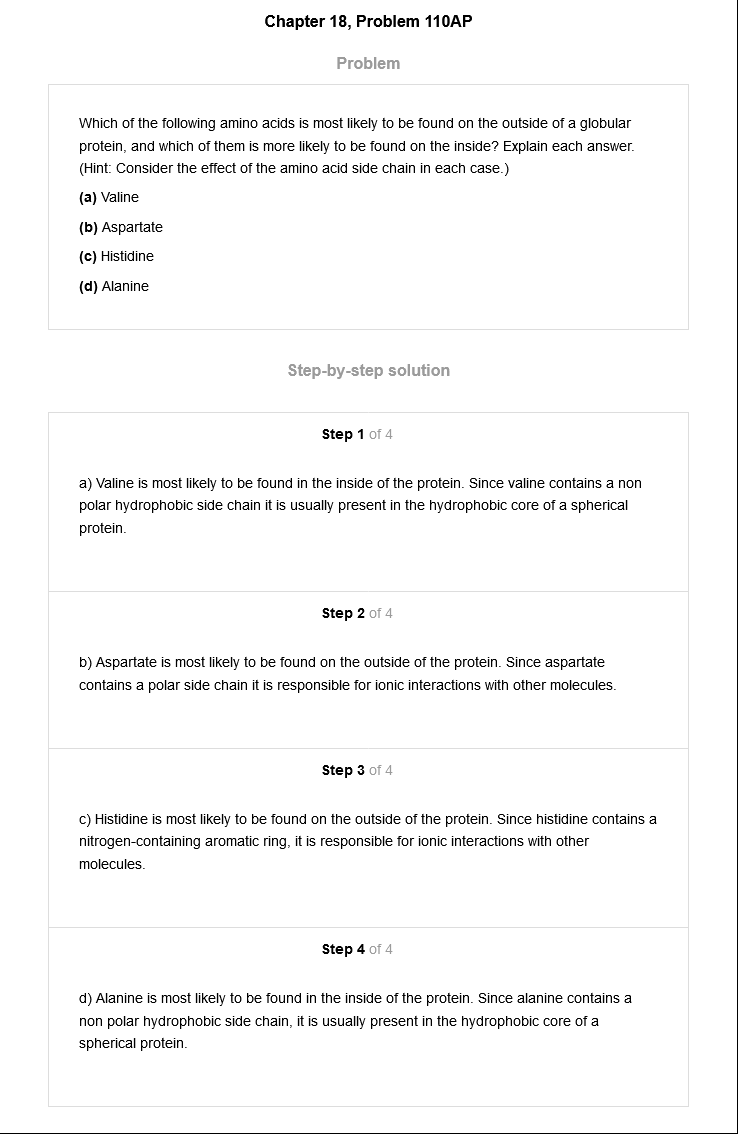 Chapter 18, Problem 110AP
Problem
Which of the following amino acids is most likely to be found on the outside of a globular
protein, and which of them is more likely to be found on the inside? Explain each answer.
(Hint: Consider the effect of the amino acid side chain in each case.)
(a) Valine
(b) Aspartate
(c) Histidine
(d) Alanine
Step-by-step solution
Step 1 of 4
a) Valine is most likely to be found in the inside of the protein. Since valine contains a non
polar hydrophobic side chain it is usually present in the hydrophobic core of a spherical
protein.
Step 2 of 4
b) Aspartate is most likely to be found on the outside of the protein. Since aspartate
contains a polar side chain it is responsible for ionic interactions with other molecules.
Step 3 of 4
c) Histidine is most likely to be found on the outside of the protein. Since histidine contains a
nitrogen-containing aromatic ring, it is responsible for ionic interactions with other
molecules.
Step 4 of 4
d) Alanine is most likely to be found in the inside of the protein. Since alanine contains a
non polar hydrophobic side chain, it is usually present in the hydrophobic core of a
spherical protein.